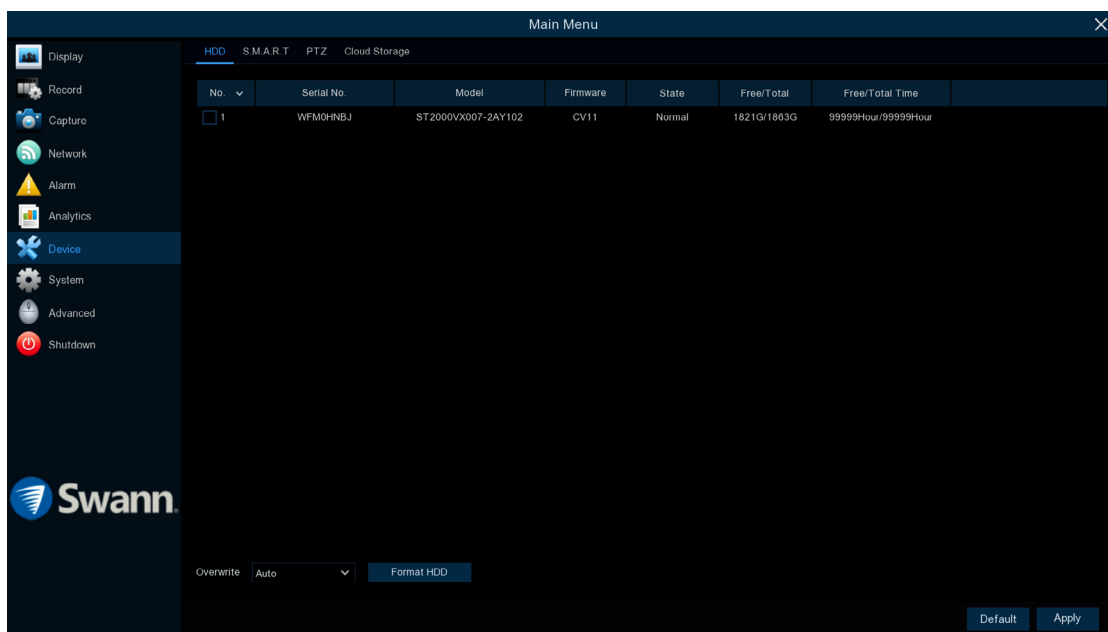 Main Menu
Display
Record
Capture
Network
Alarm
Analytics
Device
System
Advanced
Shutdown
Swann.
HDD S.M.A.R.T PTZ Cloud Storage
No. Serial No. Model Firmware State Free/Total Free/Total Time
1 WFM0HNBJ ST2000VX007-2AY102 CV11 Normal 1821G/1863G 99999Hour/99999Hour
Overwrite Auto Format HDD
Default Apply